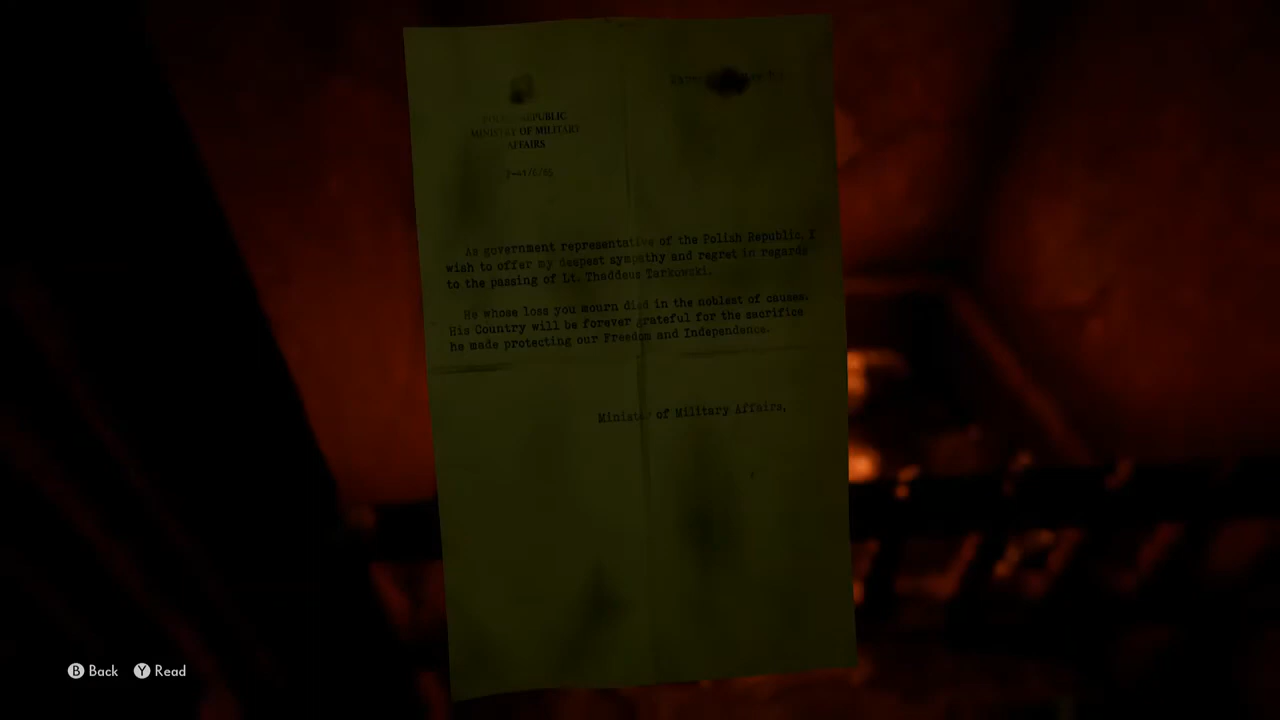 REPUBLIC
MINISTRY OF MILITARY
AFFAIRS
As government representative of the Polish Republic, I
wish to offer my deepest sympathy and regret in regards
to the passing of Lt. Thaddeus Tarkowski.
He whose loss you mourn died in the noblest of causes.
His Country will be forever grateful for the sacrifice
he made protecting our Freedom and Independence.
Minister of Military Affairs,
B Back Y Read